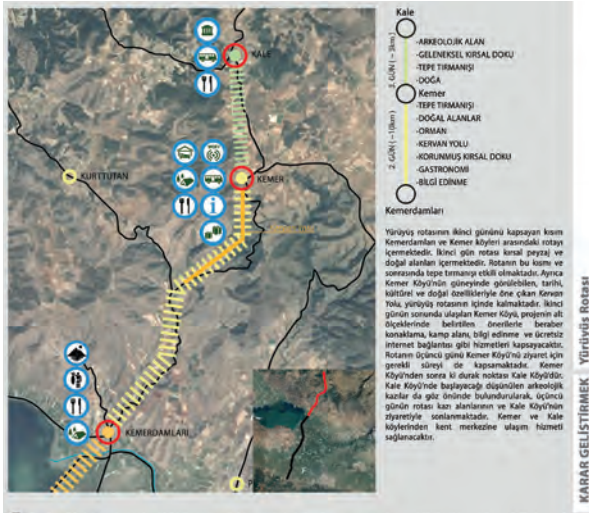 KALE
KURTTUTAN
KEMER
KEMERDAMLARI
Kale
3. GÜN ( ~ 3km )
-ARKEOLOJİK ALAN
-GELENEKSEL KIRSAL DOKU
-TEPE TIRMANIŞI
-DOĞA
Kemer
2. GÜN ( ~10km )
-TEPE TIRMANIŞI
-DOĞAL ALANLAR
-ORMAN
-KERVAN YOLU
-KORUNMUŞ KIRSAL DOKU
-GASTRONOMİ
-BİLGİ EDİNME
Kemerdamları
Yürüyüş rotasının ikinci gününü kapsayan kısım
Kemerdamları ve Kemer köyleri arasındaki rotayı
içermektedir. İkinci gün rotası kırsal peyzaj ve
doğal alanları içermektedir. Rotanın bu kısmı ve
sonrasında tepe tırmanışı etkili olmaktadır. Ayrıca
Kemer Köyü'nün güneyinde görülebilen, tarihi,
kültürel ve doğal özellikleriyle öne çıkan Kervan
Yolu, yürüyüş rotasının içinde kalmaktadır. İkinci
günün sonunda ulaşılan Kemer Köyü, projenin alt
ölçeklerinde belirtilen önerilerle beraber
konaklama, kamp alanı, bilgi edinme ve ücretsiz
internet bağlantısı gibi hizmetleri kapsayacaktır.
Rotanın üçüncü günü Kemer Köyü'nü ziyaret için
gerekli süreyi de kapsamaktadır. Kemer
Köyü'nden sonra ki durak noktası Kale Köyü'dür.
Kale Köyü'nde başlayacağı düşünülen arkeolojik
kazılar da göz önünde bulundurularak, üçüncü
günün rotası kazı alanlarının ve Kale Köyü'nün
ziyaretiyle sonlanmaktadır. Kemer ve Kale
köylerinden kent merkezine ulaşım hizmeti
sağlanacaktır.
KARAR GELİŞTİRMEK Yürüyüş Rotası